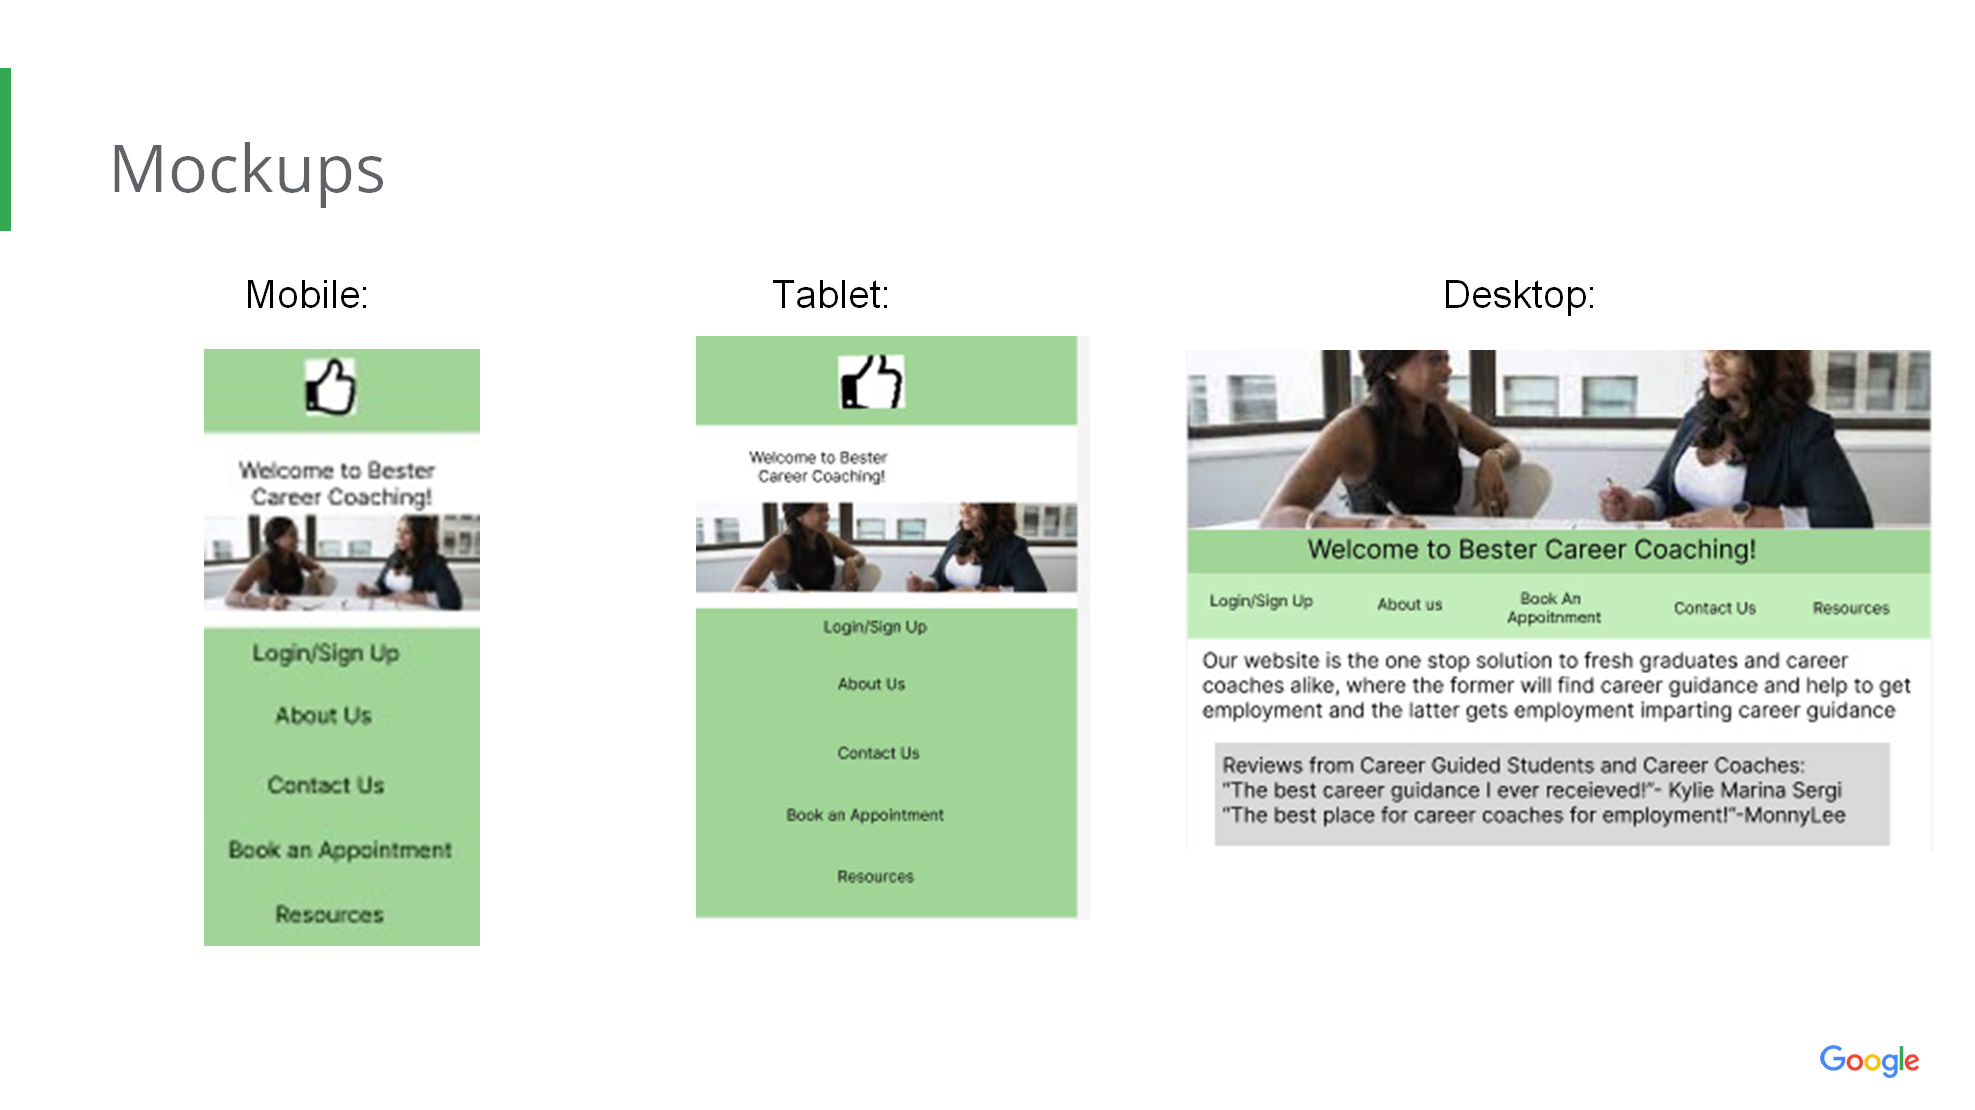 Mockups
Mobile:
Welcome to Bester
Career Coaching!
Login/Sign Up
About Us
Contact Us
Book an Appointment
Resources
Tablet:
Welcome to Bester
Career Coaching!
Login/Sign Up
About Us
Contact Us
Book an Appointment
Resources
Desktop:
Welcome to Bester Career Coaching!
Login/Sign Up
About us
Book An
Appoitnment
Contact Us
Resources
Our website is the one stop solution to fresh graduates and career
coaches alike, where the former will find career guidance and help to get
employment and the latter gets employment imparting career guidance
Reviews from Career Guided Students and Career Coaches:
"The best career guidance I ever receieved!"- Kylie Marina Sergi
"The best place for career coaches for employment!"-MonnyLee
Google